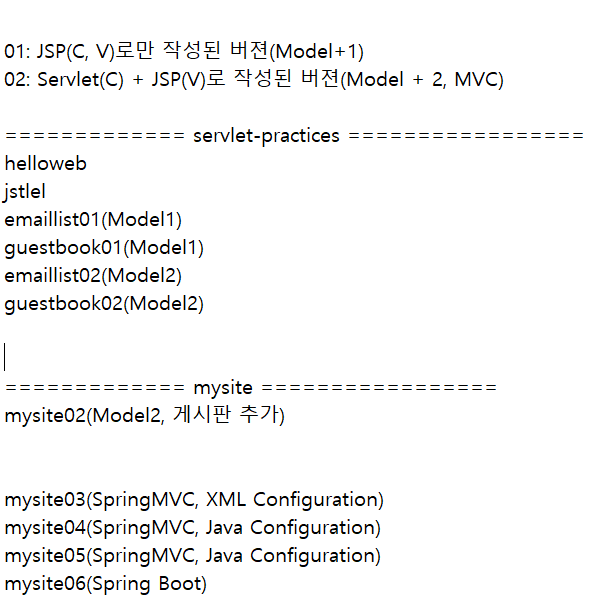 01: JSP(C, V)로만 작성된 버젼(Model+1)
02: Servlet(C) + JSP(V)로 작성된 버젼(Model + 2, MVC)
============= servlet-practices =================
helloweb
jstlel
emaillist01(Model1)
guestbook01(Model1)
emaillist02(Model2)
guestbook02(Model2)
============= mysite =================
mysite02(Model2, 게시판 추가)
mysite03(SpringMVC, XML Configuration)
mysite04(SpringMVC, Java Configuration)
mysite05(SpringMVC, Java Configuration)
mysite06(Spring Boot)